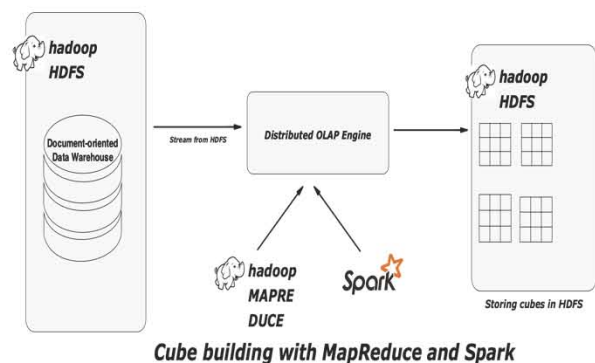 hadoop
HDFS
Document-oriented
Data Warehouse
Stream from HDFS
Distributed OLAP Engine
hadoop
MAPRE
DUCE
Spark
hadoop
HDFS
Storing cubes in HDFS
Cube building with MapReduce and Spark